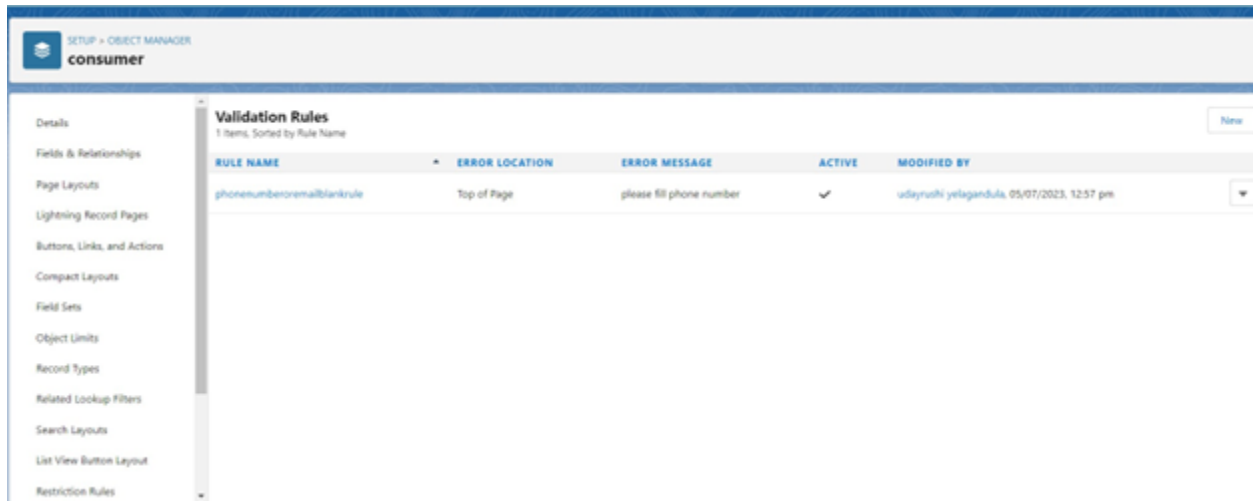 SETUP > OBJECT MANAGER
consumer
Details
Fields & Relationships
Page Layouts
Lightning Record Pages
Buttons, Links, and Actions
Compact Layouts
Field Sets
Object Limits
Record Types
Related Lookup Filters
Search Layouts
List View Button Layout
Restriction Rules
Validation Rules
1 Items, Sorted by Rule Name
New
RULE NAME ERROR LOCATION ERROR MESSAGE ACTIVE MODIFIED BY
phonenumberoremailblankrule Top of Page please fill phone number udayrushi yelagandula, 05/07/2023, 12:57 pm